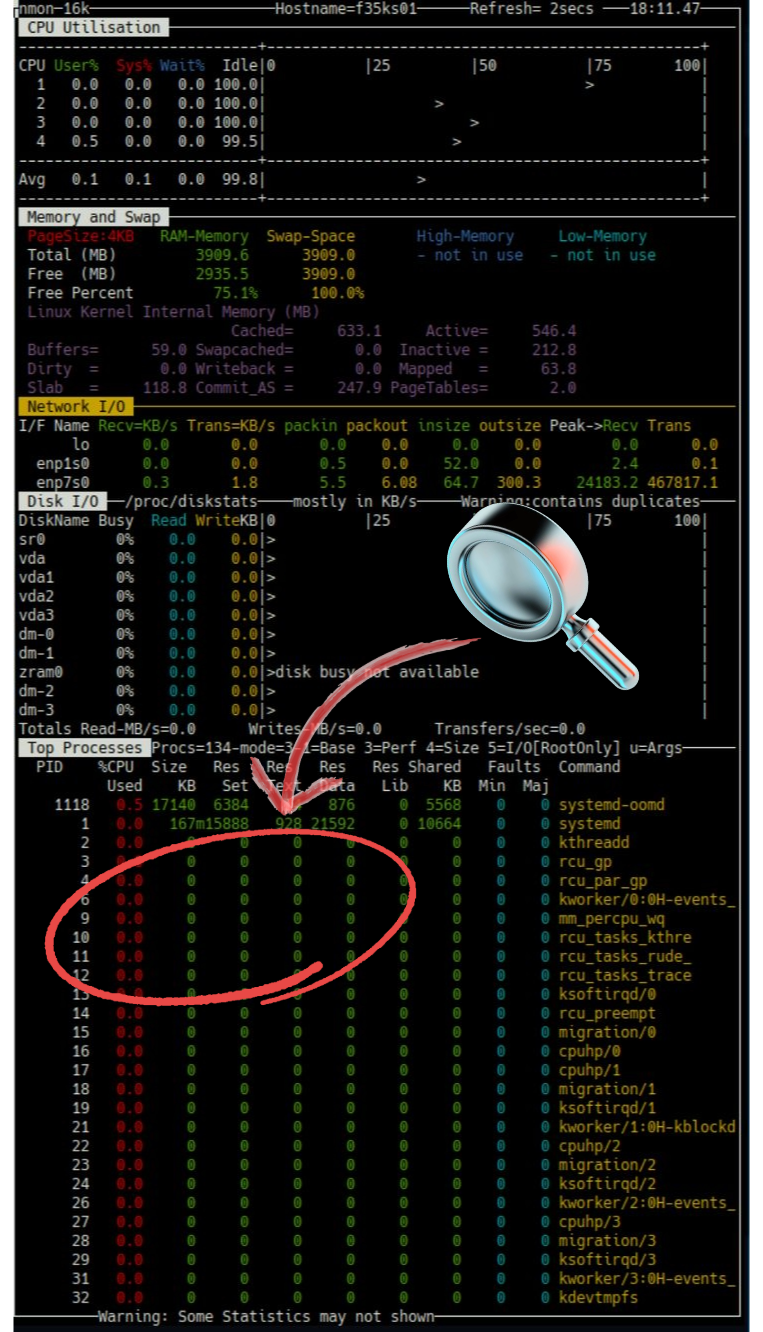 nmon-16k Hostname=f35ks01 Refresh= 2secs 18:11.47
CPU Utilisation
CPU User% Sys% Wait% Idle|0 |25 |50 |75 100|
1 0.0 0.0 0.0 100.0| > |
2 0.0 0.0 0.0 100.0| > |
3 0.0 0.0 0.0 100.0| > |
4 0.5 0.0 0.0 99.5| > |
Avg 0.1 0.1 0.0 99.8| > |
Memory and Swap
PageSize:4KB RAM-Memory Swap-Space High-Memory Low-Memory
Total (MB) 3909.6 3909.0 - not in use - not in use
Free (MB) 2935.5 3909.0
Free Percent 75.1% 100.0%
Linux Kernel Internal Memory (MB)
Cached= 633.1 Active= 546.4
Buffers= 59.0 Swapcached= 0.0 Inactive = 212.8
Dirty = 0.0 Writeback = 0.0 Mapped = 63.8
Slab = 118.8 Commit_AS = 247.9 PageTables= 2.0
Network I/O
I/F Name Recv=KB/s Trans=KB/s packin packout insize outsize Peak->Recv Trans
lo 0.0 0.0 0.0 0.0 0.0 0.0 0.0 0.0
enp1s0 0.0 0.0 0.5 0.0 52.0 0.0 2.4 0.1
enp7s0 0.3 1.8 5.5 6.08 64.7 300.3 24183.2 467817.1
Disk I/O /proc/diskstats mostly in KB/s Warning:contains duplicates
DiskName Busy Read WriteKB|0 |25 |75 100|
sr0 0% 0.0 0.0|> |
vda 0% 0.0 0.0|> |
vda1 0% 0.0 0.0|> |
vda2 0% 0.0 0.0|> |
vda3 0% 0.0 0.0|> |
dm-0 0% 0.0 0.0|> |
dm-1 0% 0.0 0.0|> |
zram0 0% 0.0 0.0|>disk busy not available |
dm-2 0% 0.0 0.0|> |
dm-3 0% 0.0 0.0|> |
Totals Read-MB/s=0.0 Writes-MB/s=0.0 Transfers/sec=0.0
Top Processes Procs=134-mode=3-1=Base 3=Perf 4=Size 5=I/O[RootOnly] u=Args
PID %CPU Size Res Res Res Res Shared Faults Command
Used KB Set Text Data Lib KB Min Maj
1118 0.5 17140 6384 876 0 5568 0 0 systemd-oomd
1 0.0 167m15888 928 21592 0 10664 0 0 systemd
2 0.0 0 0 0 0 0 0 0 kthreadd
3 0.0 0 0 0 0 0 0 0 rcu_gp
4 0.0 0 0 0 0 0 0 rcu_par_gp
6 0.0 0 0 0 0 0 0 kworker/0:0H-events_
9 0.0 0 0 0 0 0 0 mm_percpu_wq
10 0.0 0 0 0 0 0 0 rcu_tasks_kthre
11 0.0 0 0 0 0 0 0 rcu_tasks_rude_
12 0.0 0 0 0 0 0 0 rcu_tasks_trace
13 0.0 0 0 0 0 0 0 0 0 ksoftirqd/0
14 0.0 0 0 0 0 0 0 0 0 rcu_preempt
15 0.0 0 0 0 0 0 0 0 0 migration/0
16 0.0 0 0 0 0 0 0 0 0 cpuhp/0
17 0.0 0 0 0 0 0 0 0 0 cpuhp/1
18 0.0 0 0 0 0 0 0 0 0 migration/1
19 0.0 0 0 0 0 0 0 0 0 ksoftirqd/1
21 0.0 0 0 0 0 0 0 0 0 kworker/1:0H-kblockd
22 0.0 0 0 0 0 0 0 0 0 cpuhp/2
23 0.0 0 0 0 0 0 0 0 0 migration/2
24 0.0 0 0 0 0 0 0 0 0 ksoftirqd/2
26 0.0 0 0 0 0 0 0 0 0 kworker/2:0H-events_
27 0.0 0 0 0 0 0 0 0 0 cpuhp/3
28 0.0 0 0 0 0 0 0 0 0 migration/3
29 0.0 0 0 0 0 0 0 0 0 ksoftirqd/3
31 0.0 0 0 0 0 0 0 0 0 kworker/3:0H-events_
32 0.0 0 0 0 0 0 0 0 0 kdevtmpfs
Warning: Some Statistics may not shown